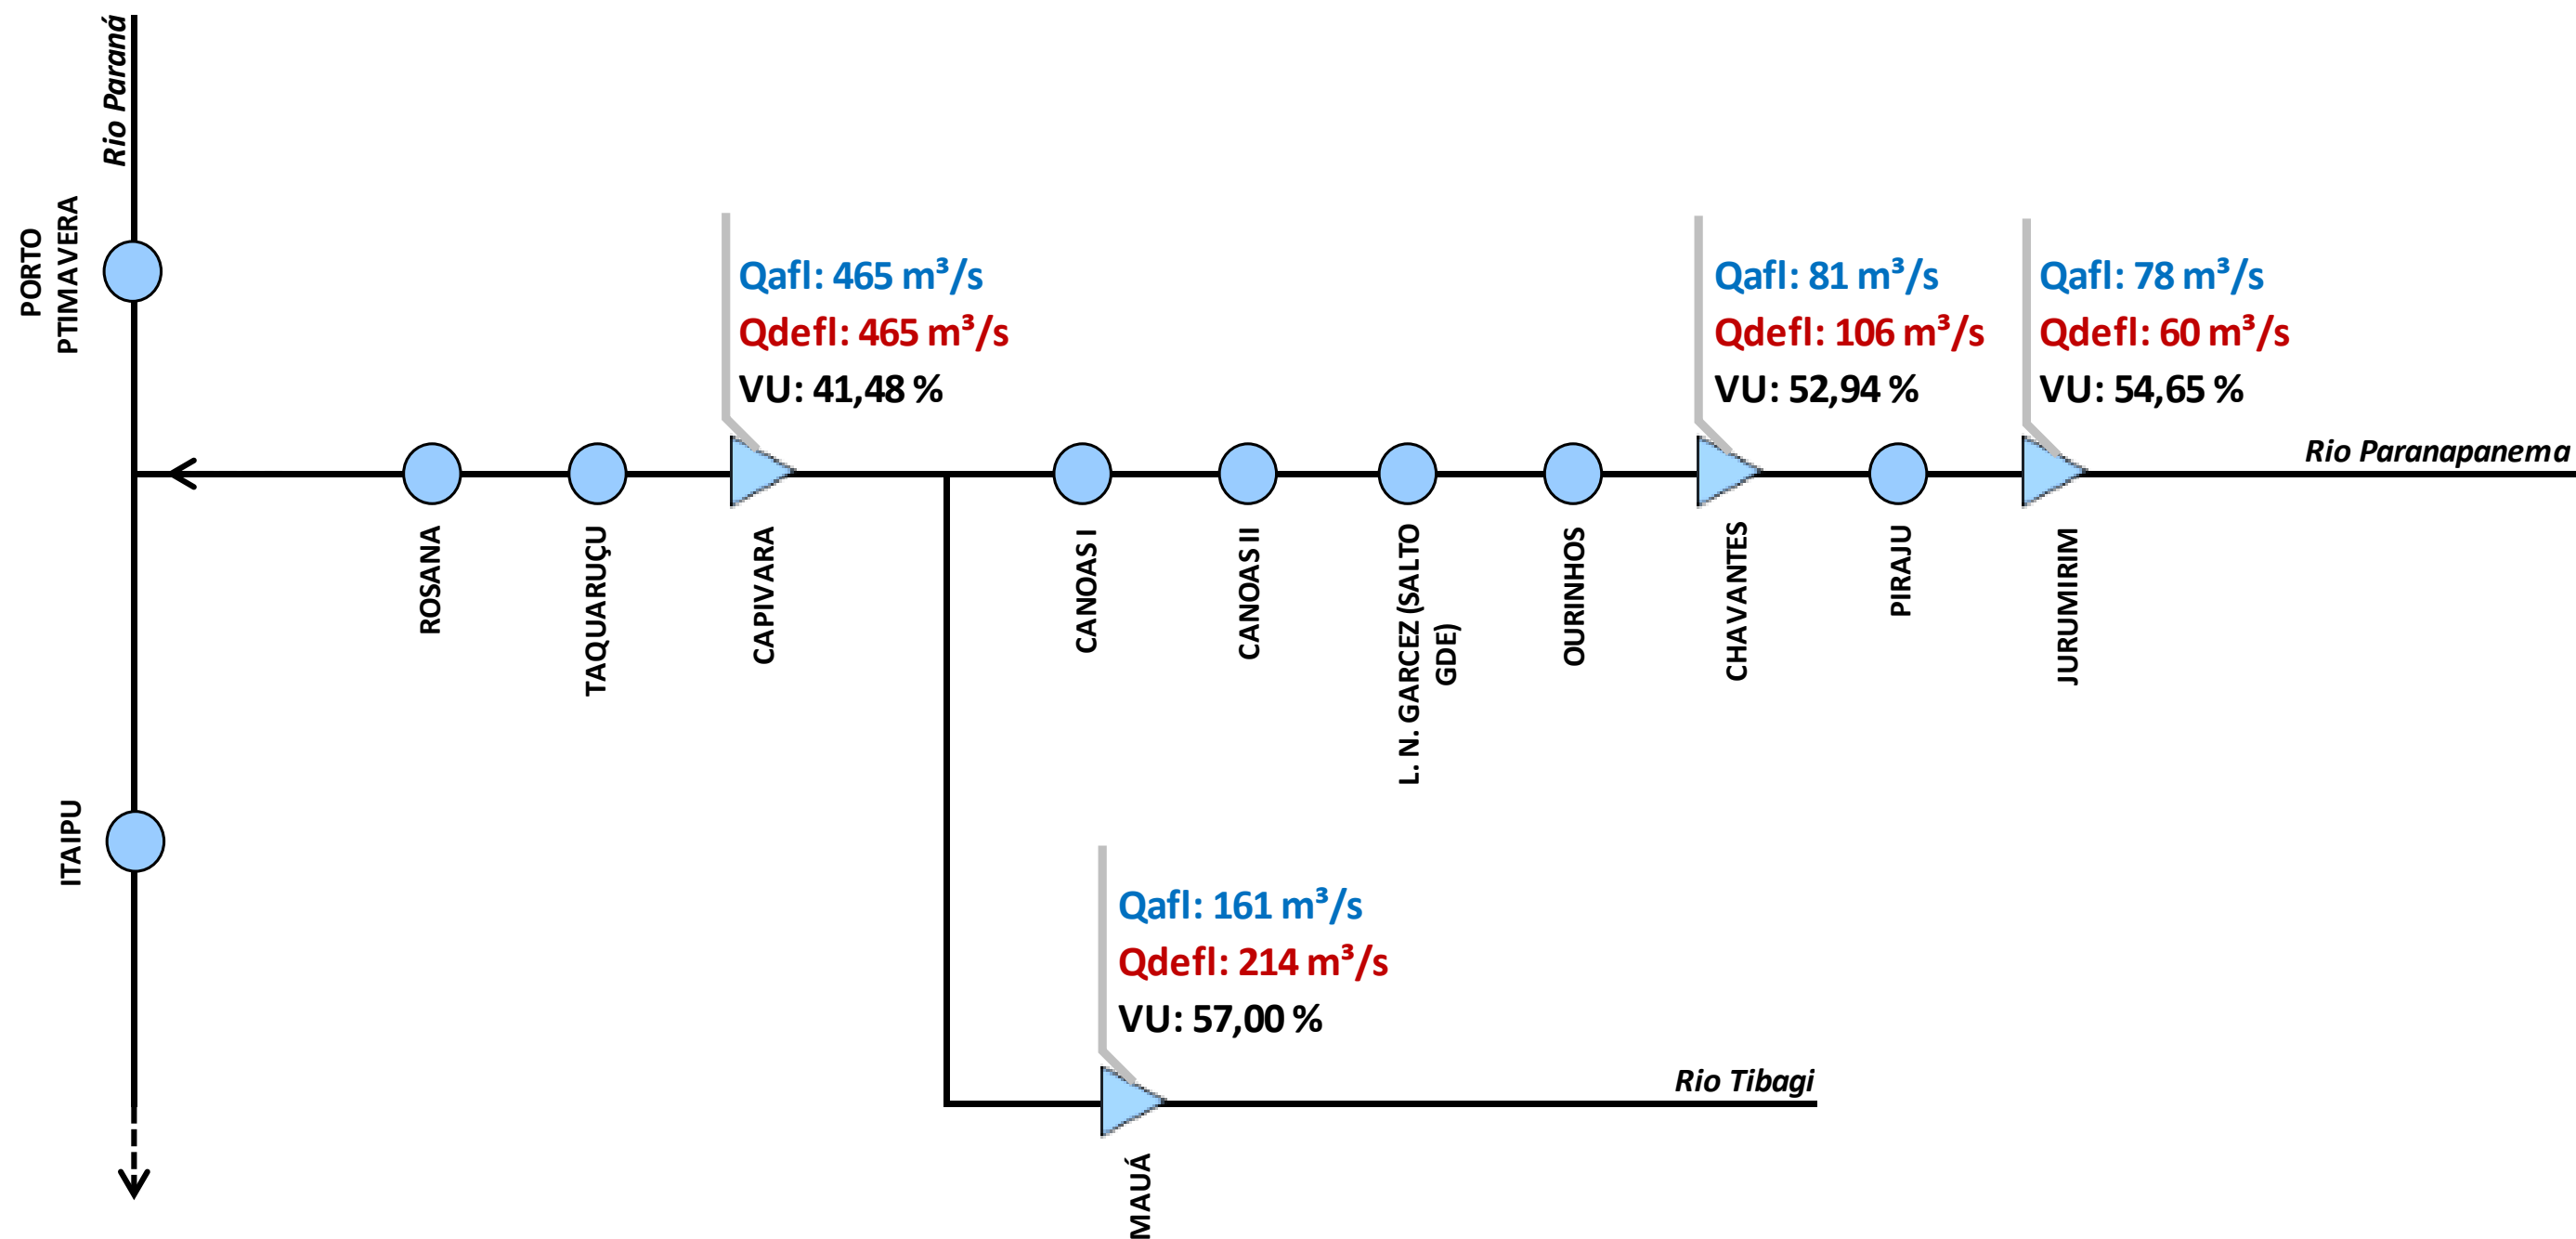 Rio Paraná
PORTO
PTIMAVERA
Qafl: 465 m³/s
Qdefl: 465 m³/s
VU: 41,48 %
Qafl: 81 m³/s
Qdefl: 106 m³/s
VU: 52,94 %
Qafl: 78 m³/s
Qdefl: 60 m³/s
VU: 54,65 %
Rio Paranapanema
ROSANA
TAQUARUÇU
CAPIVARA
CANOAS I
CANOAS II
L. N. GARCEZ (SALTO
GDE)
OURINHOS
CHAVANTES
PIRAJU
JURUMIRIM
ITAIPU
Qafl: 161 m³/s
Qdefl: 214 m³/s
VU: 57,00 %
Rio Tibagi
MAUÁ